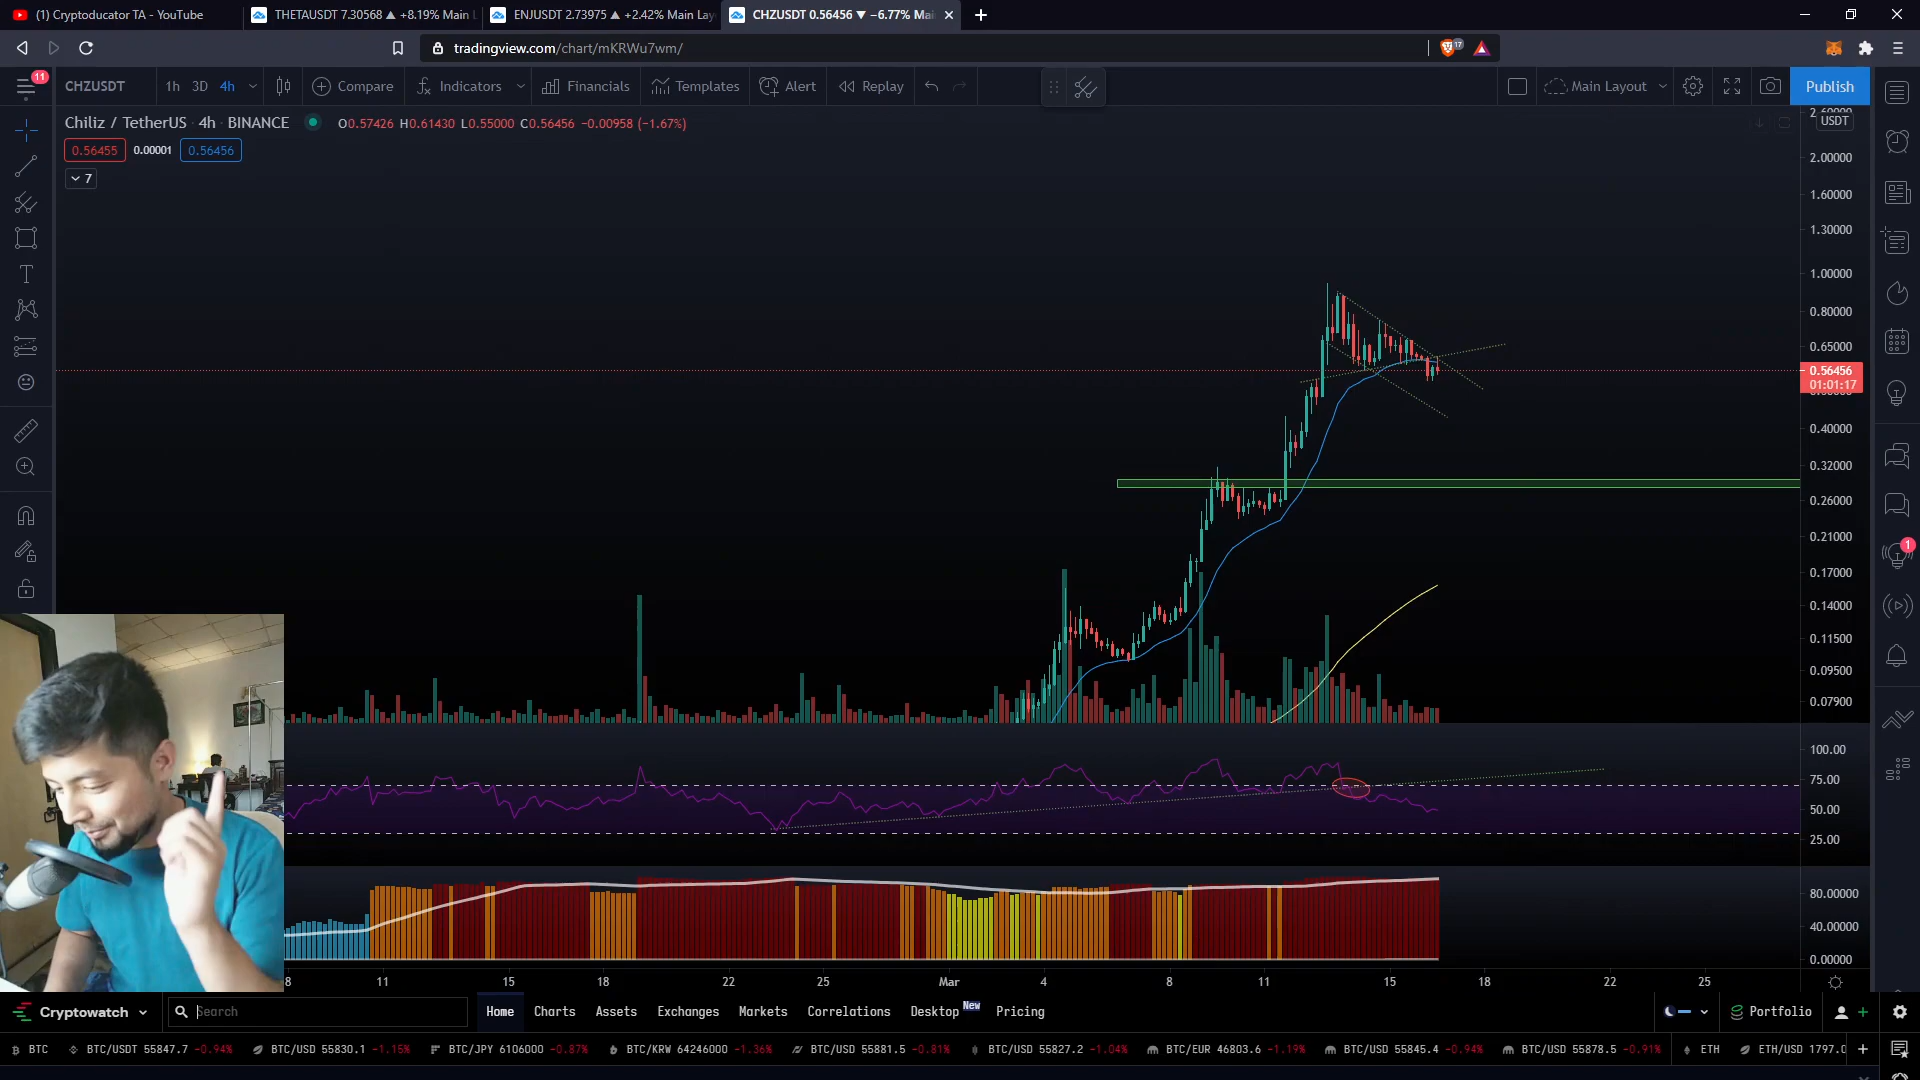 (1) Cryptoducator TA - YouTube
THETAUSDT 7.30568 ▲ +8.19% Main L
ENJUSDT 2.73975 ▲ +2.42% Main Lay
CHZUSDT 0.56456 ▼ −6.77% Mai
tradingview.com/chart/mKRWu7wm/
17
11
CHZUSDT
1h 3D 4h
Compare
Indicators
Financials
Templates
Alert
Replay
Main Layout
Publish
Chiliz / TetherUS · 4h · BINANCE
O0.57426 H0.61430 L0.55000 C0.56456 −0.00958 (−1.67%)
USDT
0.56455 0.00001 0.56456
7
2.00000
1.60000
1.30000
1.00000
0.80000
0.65000
0.56456
01:01:17
0.40000
0.32000
0.26000
0.21000
0.17000
0.14000
0.11500
0.09500
0.07900
1
100.00
75.00
50.00
25.00
80.00000
40.00000
0.00000
8 11 15 18 22 25 Mar 4 8 11 15 18 22 25
Cryptowatch
Search
Home
Charts
Assets
Exchanges
Markets
Correlations
Desktop New
Pricing
Portfolio
BTC
BTC/USDT 55847.7 -0.94%
BTC/USD 55830.1 -1.15%
BTC/JPY 6106000 -0.87%
BTC/KRW 64246000 -1.36%
BTC/USD 55881.5 -0.81%
BTC/USD 55827.2 -1.04%
BTC/EUR 46803.6 -1.19%
BTC/USD 55845.4 -0.94%
BTC/USD 55878.5 -0.91%
ETH
ETH/USD 1797.0